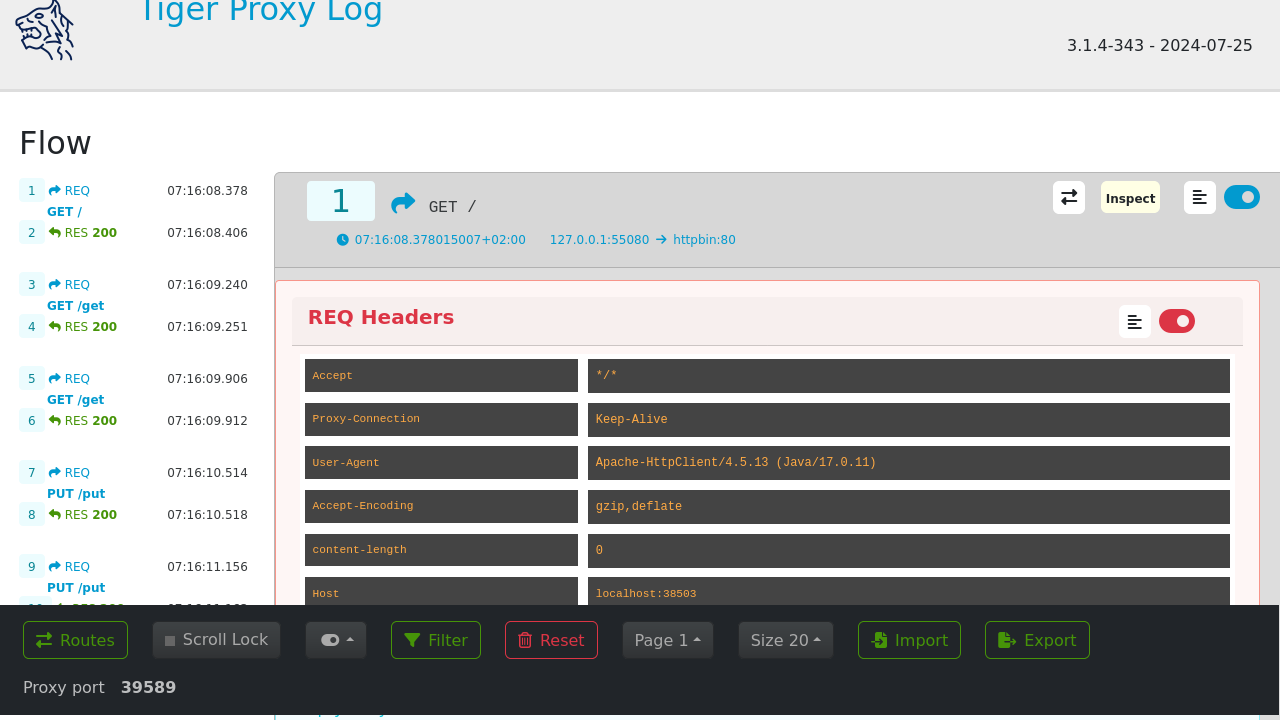 Tiger Proxy Log
3.1.4-343 - 2024-07-25
Flow
1 REQ 07:16:08.378
GET /
2 RES 200 07:16:08.406
3 REQ 07:16:09.240
GET /get
4 RES 200 07:16:09.251
5 REQ 07:16:09.906
GET /get
6 RES 200 07:16:09.912
7 REQ 07:16:10.514
PUT /put
8 RES 200 07:16:10.518
9 REQ 07:16:11.156
PUT /put
1 GET / Inspect
07:16:08.378015007+02:00 127.0.0.1:55080 → httpbin:80
REQ Headers
Accept */*
Proxy-Connection Keep-Alive
User-Agent Apache-HttpClient/4.5.13 (Java/17.0.11)
Accept-Encoding gzip,deflate
content-length 0
Host localhost:38503
Routes Scroll Lock Filter Reset Page 1 Size 20 Import Export
Proxy port 39589